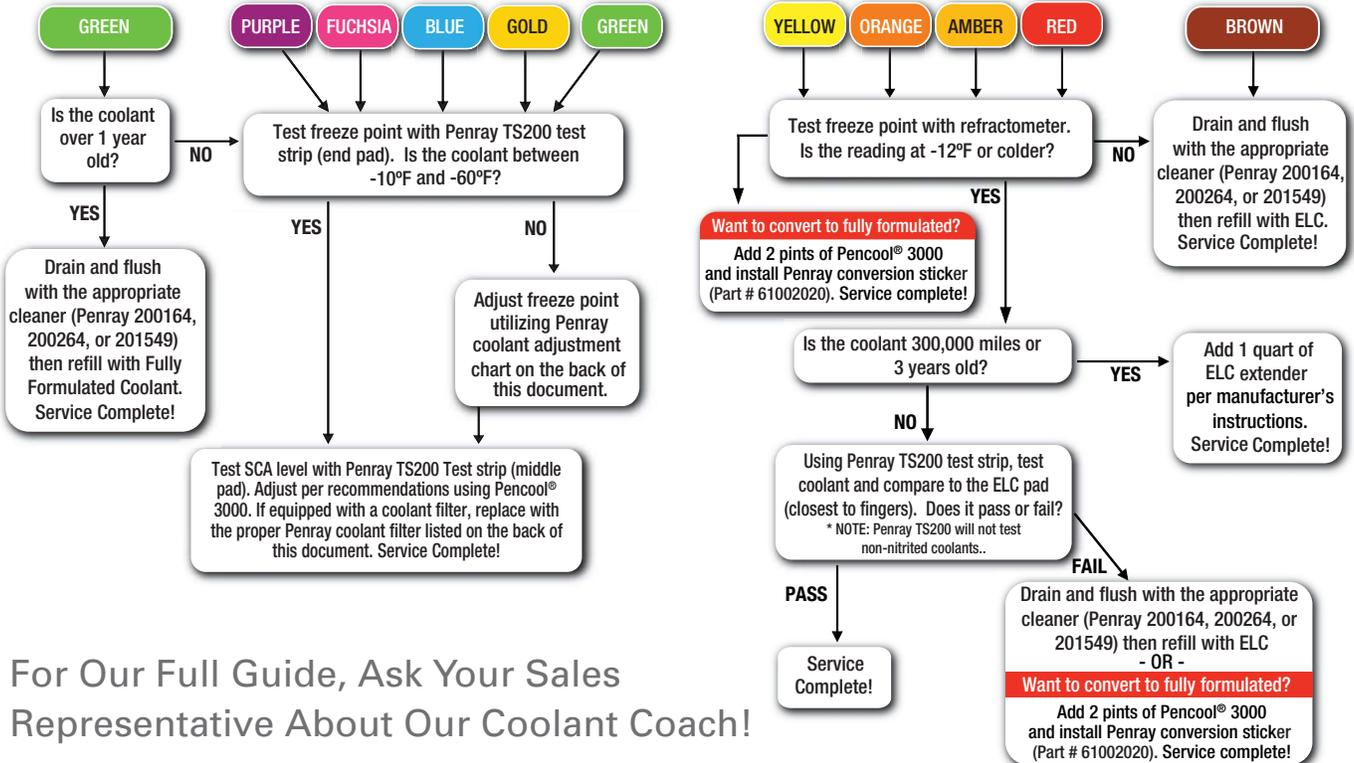 GREEN
PURPLE
FUCHSIA
BLUE
GOLD
GREEN
YELLOW
ORANGE
AMBER
RED
BROWN
Is the coolant
over 1 year
old?
NO
YES
Drain and flush
with the appropriate
cleaner (Penray 200164,
200264, or 201549)
then refill with Fully
Formulated Coolant.
Service Complete!
Test freeze point with Penray TS200 test
strip (end pad). Is the coolant between
-10ºF and -60ºF?
YES
NO
Adjust freeze point
utilizing Penray
coolant adjustment
chart on the back of
this document.
Test SCA level with Penray TS200 Test strip (middle
pad). Adjust per recommendations using Pencool®
3000. If equipped with a coolant filter, replace with
the proper Penray coolant filter listed on the back of
this document. Service Complete!
Test freeze point with refractometer.
Is the reading at -12ºF or colder?
NO
YES
Drain and flush
with the appropriate
cleaner (Penray 200164,
200264, or 201549)
then refill with ELC.
Service Complete!
Want to convert to fully formulated?
Add 2 pints of Pencool® 3000
and install Penray conversion sticker
(Part # 61002020). Service complete!
Is the coolant 300,000 miles or
3 years old?
YES
NO
Add 1 quart of
ELC extender
per manufacturer's
instructions.
Service Complete!
Using Penray TS200 test strip, test
coolant and compare to the ELC pad
(closest to fingers). Does it pass or fail?
* NOTE: Penray TS200 will not test
non-nitrited coolants..
PASS
FAIL
Service
Complete!
Drain and flush with the appropriate
cleaner (Penray 200164, 200264, or
201549) then refill with ELC
- OR -
Want to convert to fully formulated?
Add 2 pints of Pencool® 3000
and install Penray conversion sticker
(Part # 61002020). Service complete!
For Our Full Guide, Ask Your Sales
Representative About Our Coolant Coach!